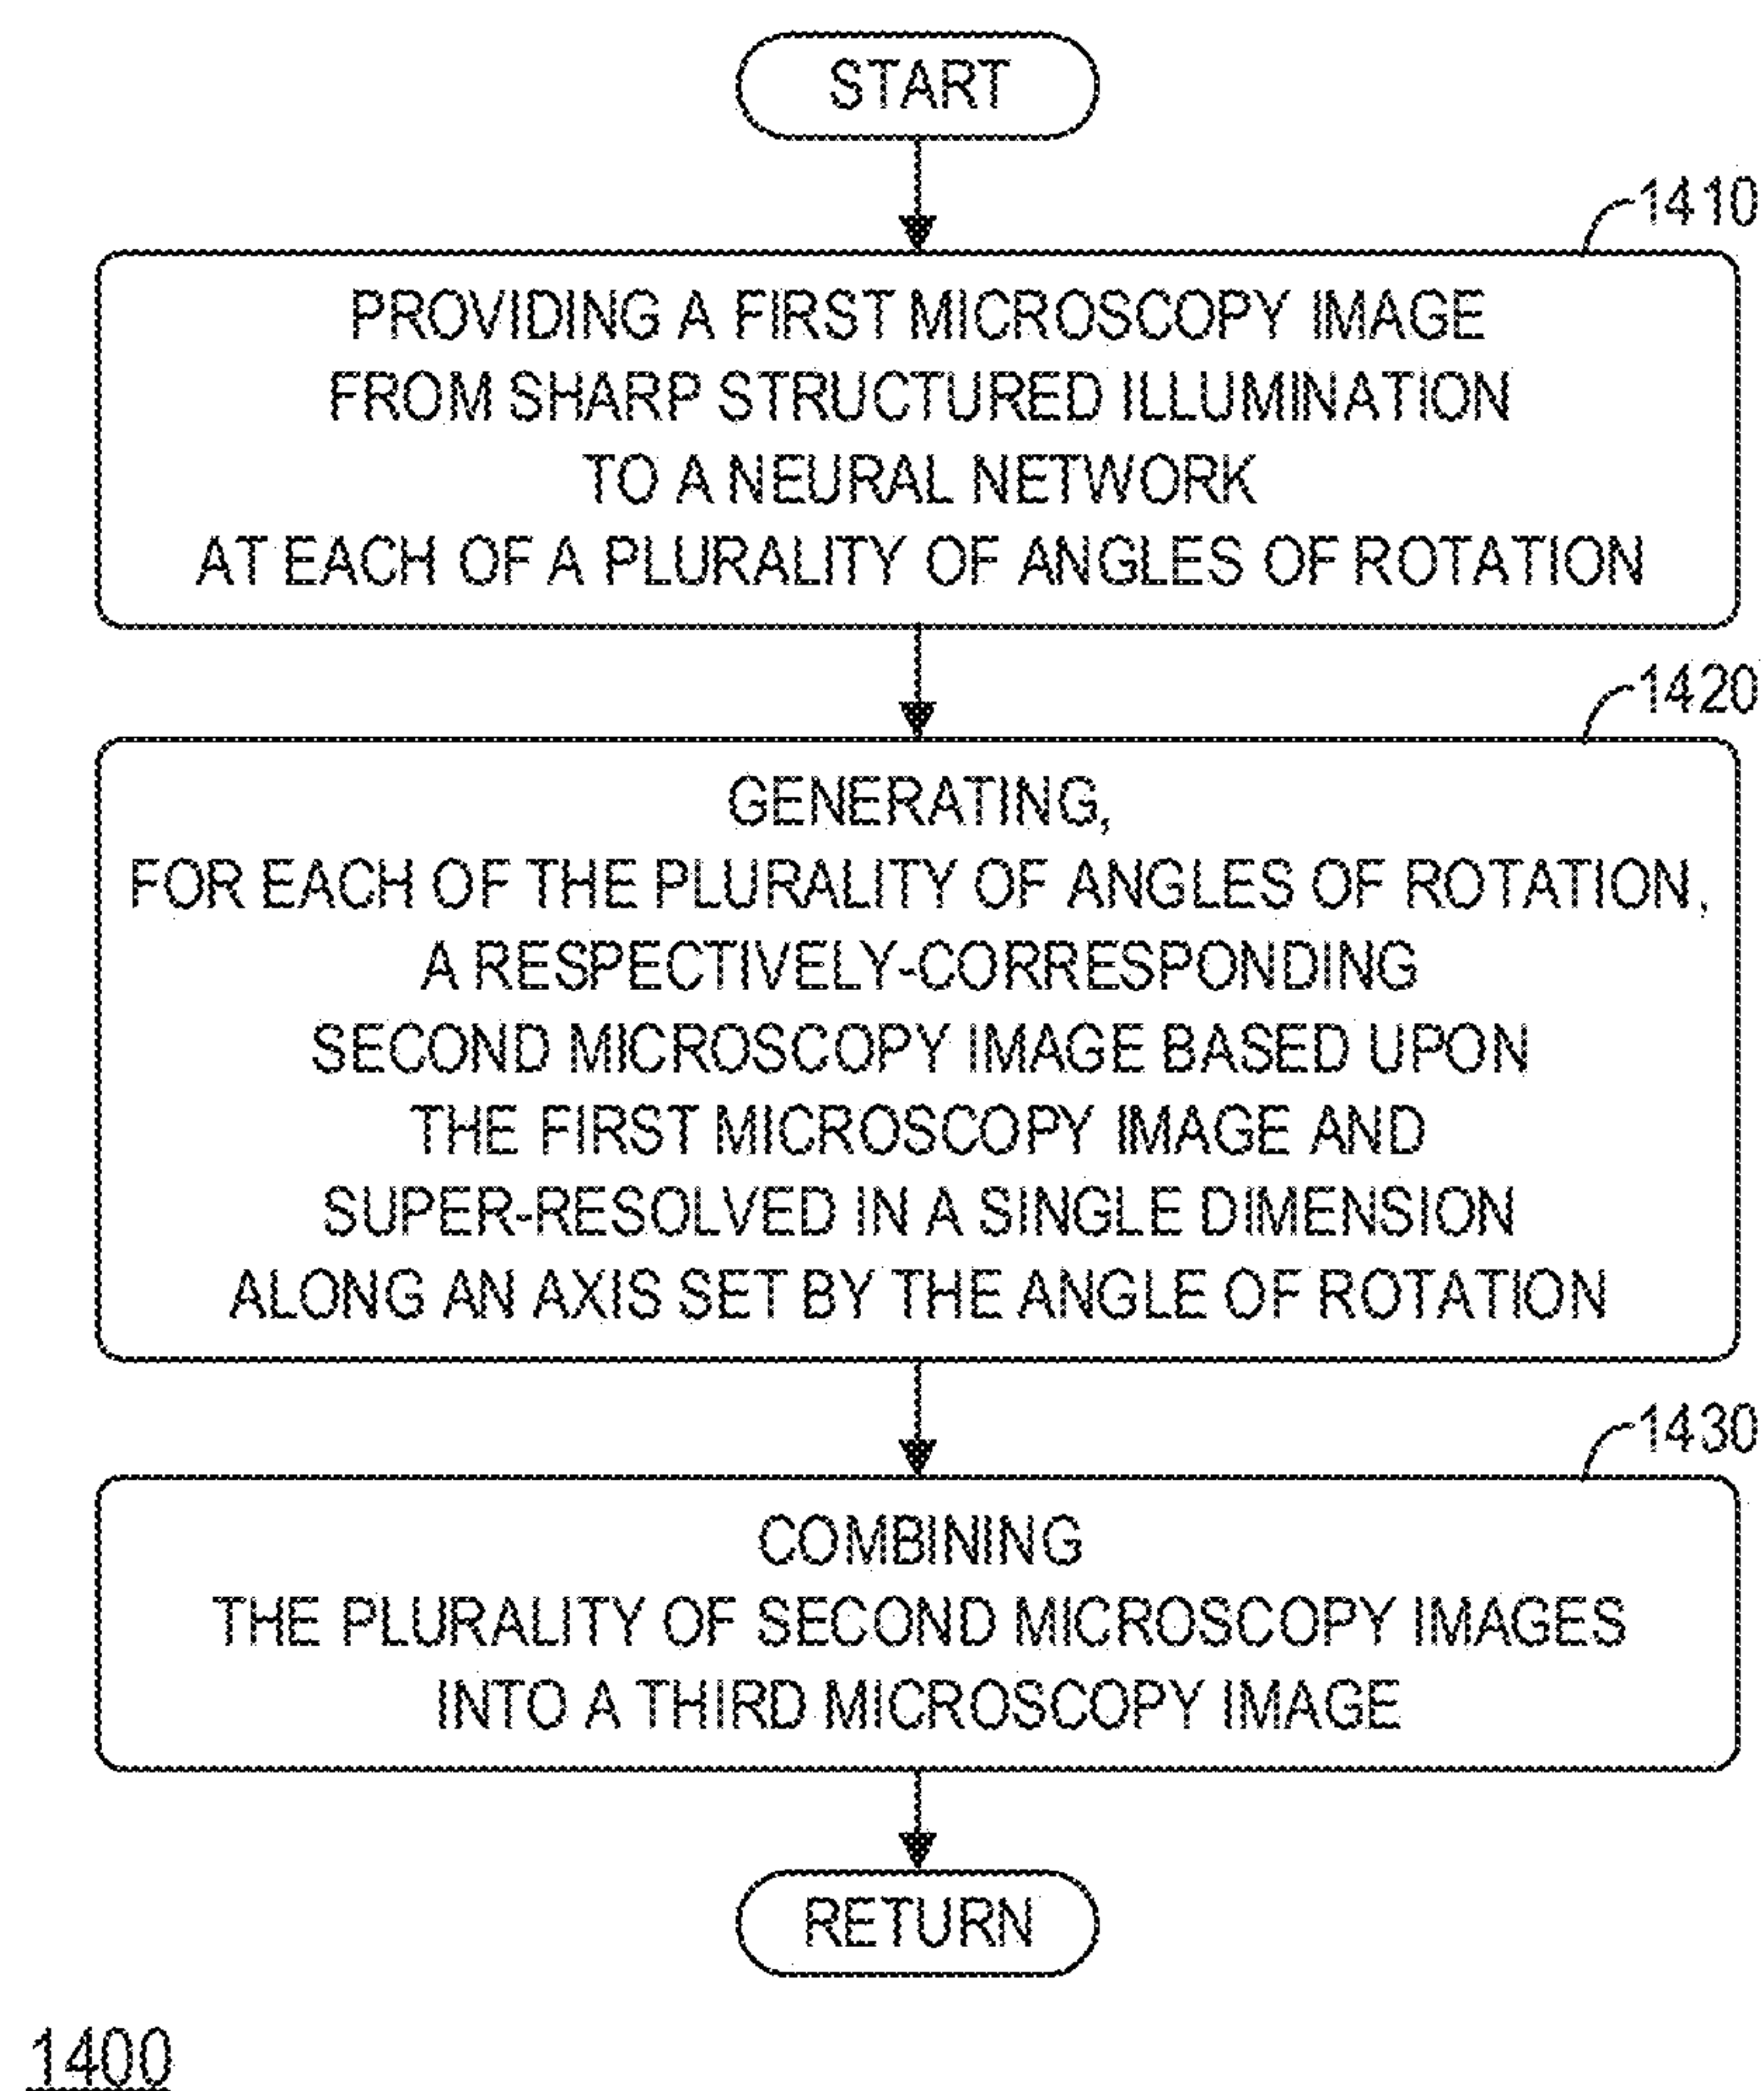 START
1410
PROVIDING A FIRST MICROSCOPY IMAGE
FROM SHARP STRUCTURED ILLUMINATION
TO A NEURAL NETWORK
AT EACH OF A PLURALITY OF ANGLES OF ROTATION
1420
GENERATING,
FOR EACH OF THE PLURALITY OF ANGLES OF ROTATION,
A RESPECTIVELY-CORRESPONDING
SECOND MICROSCOPY IMAGE BASED UPON
THE FIRST MICROSCOPY IMAGE AND
SUPER-RESOLVED IN A SINGLE DIMENSION
ALONG AN AXIS SET BY THE ANGLE OF ROTATION
1430
COMBINING
THE PLURALITY OF SECOND MICROSCOPY IMAGES
INTO A THIRD MICROSCOPY IMAGE
RETURN
1400